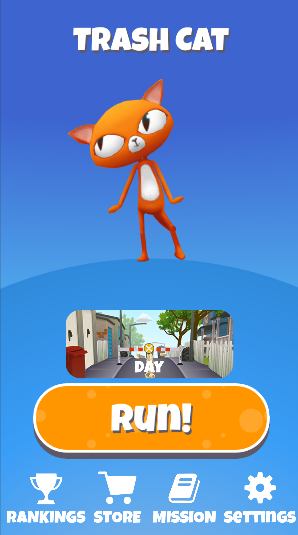 TRASH CAT
DAY
RUN!
RANKINGS STORE MISSION SETTINGS